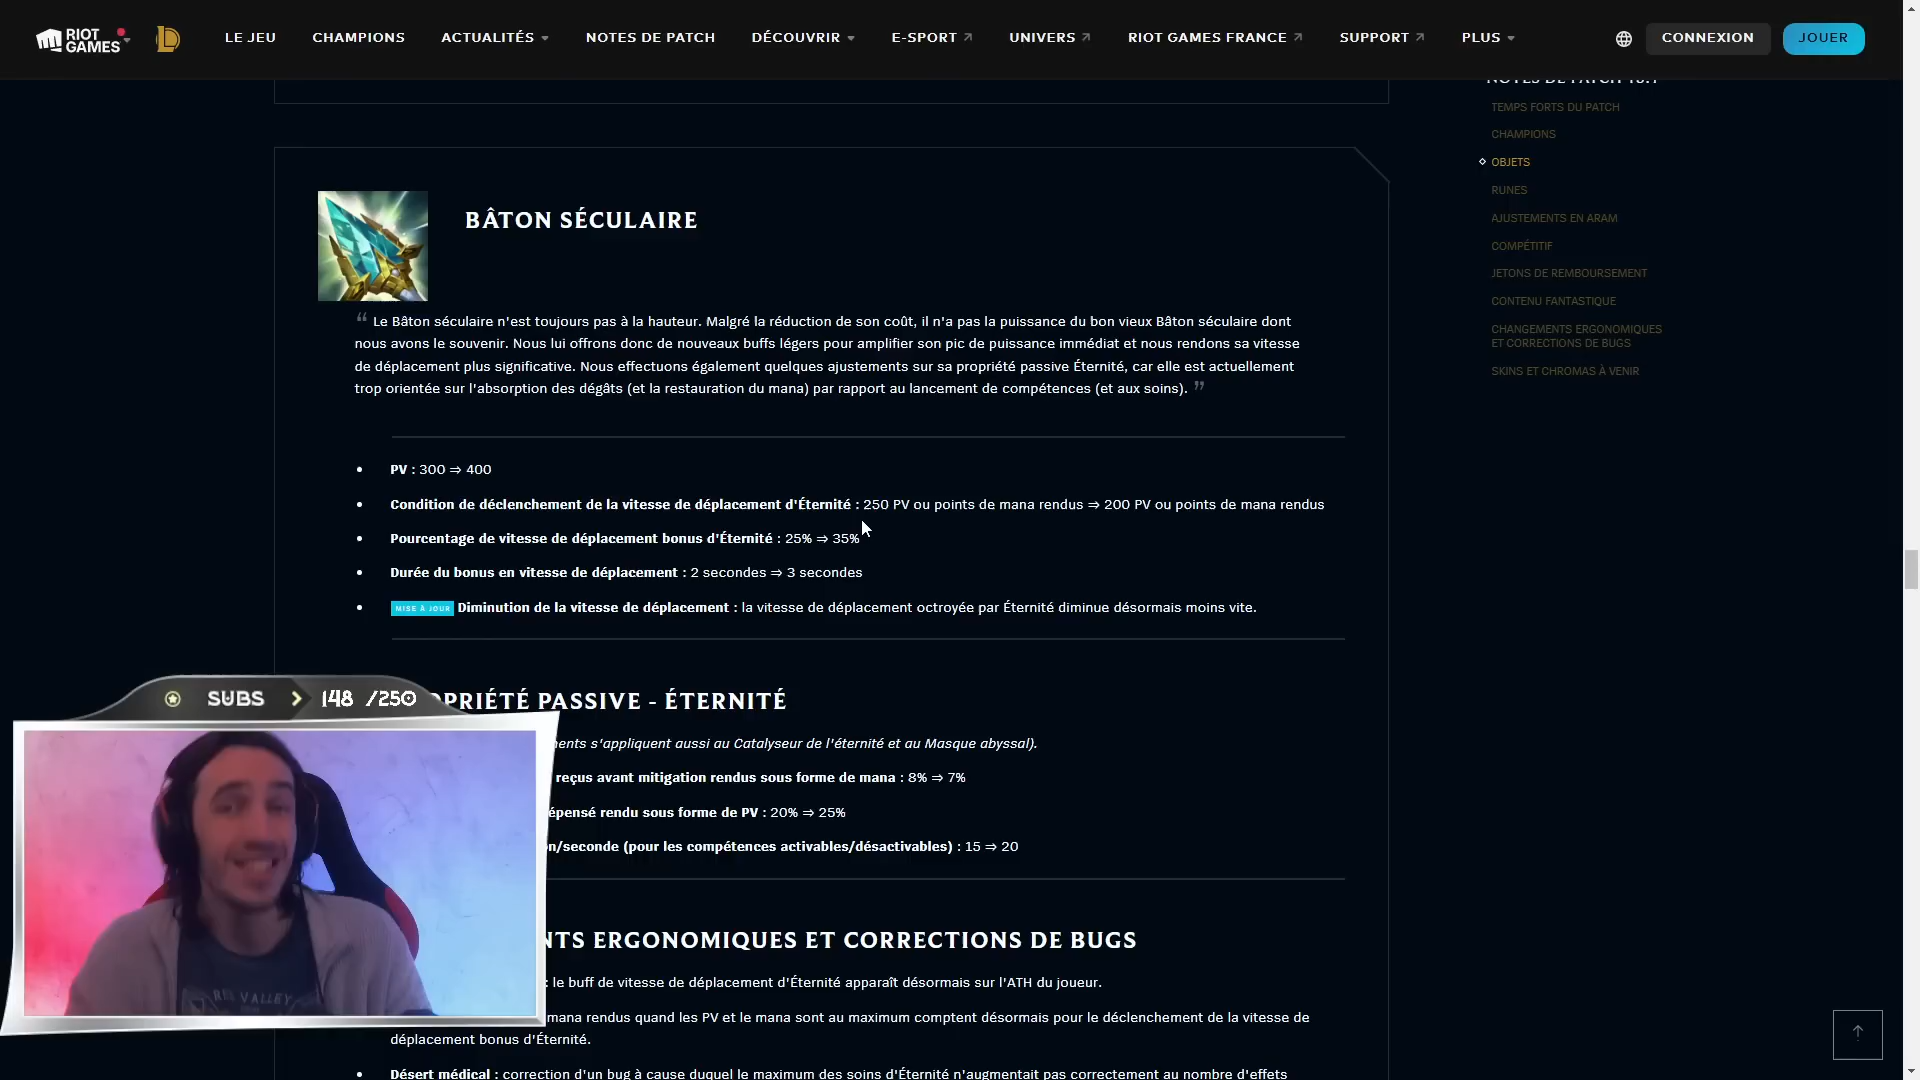 RIOT GAMES
LE JEU
CHAMPIONS
ACTUALITÉS
NOTES DE PATCH
DÉCOUVRIR
E-SPORT
UNIVERS
RIOT GAMES FRANCE
SUPPORT
PLUS
CONNEXION
JOUER
TEMPS FORTS DU PATCH
CHAMPIONS
OBJETS
RUNES
AJUSTEMENTS EN ARAM
COMPÉTITIF
JETONS DE REMBOURSEMENT
CONTENU FANTASTIQUE
CHANGEMENTS ERGONOMIQUES
ET CORRECTIONS DE BUGS
SKINS ET CHROMAS À VENIR
BÂTON SÉCULAIRE
“ Le Bâton séculaire n'est toujours pas à la hauteur. Malgré la réduction de son coût, il n'a pas la puissance du bon vieux Bâton séculaire dont
nous avons le souvenir. Nous lui offrons donc de nouveaux buffs légers pour amplifier son pic de puissance immédiat et nous rendons sa vitesse
de déplacement plus significative. Nous effectuons également quelques ajustements sur sa propriété passive Éternité, car elle est actuellement
trop orientée sur l'absorption des dégâts (et la restauration du mana) par rapport au lancement de compétences (et aux soins). ”
• PV : 300 ⇒ 400
• Condition de déclenchement de la vitesse de déplacement d'Éternité : 250 PV ou points de mana rendus ⇒ 200 PV ou points de mana rendus
• Pourcentage de vitesse de déplacement bonus d'Éternité : 25% ⇒ 35%
• Durée du bonus en vitesse de déplacement : 2 secondes ⇒ 3 secondes
• MISE À JOUR Diminution de la vitesse de déplacement : la vitesse de déplacement octroyée par Éternité diminue désormais moins vite.
SUBS > 148 /250
OPRIÉTÉ PASSIVE - ÉTERNITÉ
ents s'appliquent aussi au Catalyseur de l'éternité et au Masque abyssal).
reçus avant mitigation rendus sous forme de mana : 8% ⇒ 7%
épensé rendu sous forme de PV : 20% ⇒ 25%
n/seconde (pour les compétences activables/désactivables) : 15 ⇒ 20
NTS ERGONOMIQUES ET CORRECTIONS DE BUGS
: le buff de vitesse de déplacement d'Éternité apparaît désormais sur l'ATH du joueur.
mana rendus quand les PV et le mana sont au maximum comptent désormais pour le déclenchement de la vitesse de
déplacement bonus d'Éternité.
• Désert médical : correction d'un bug à cause duquel le maximum des soins d'Éternité n'augmentait pas correctement au nombre d'effets